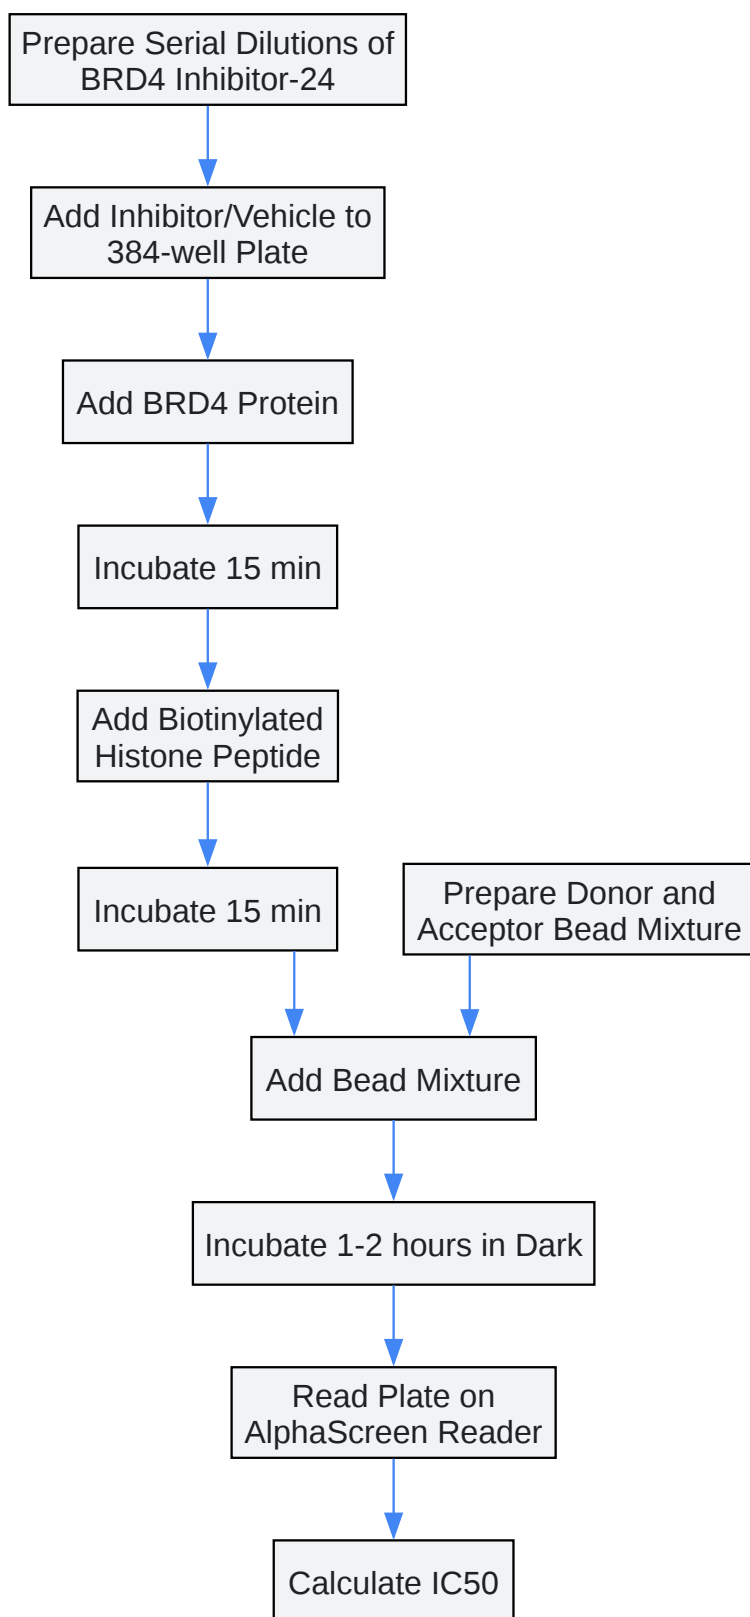 Prepare Serial Dilutions of
BRD4 Inhibitor-24
Add Inhibitor/Vehicle to
384-well Plate
Add BRD4 Protein
Incubate 15 min
Add Biotinylated
Histone Peptide
Incubate 15 min
Prepare Donor and
Acceptor Bead Mixture
Add Bead Mixture
Incubate 1-2 hours in Dark
Read Plate on
AlphaScreen Reader
Calculate IC50